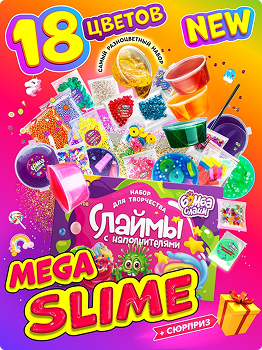 18 ЦВЕТОВ
NEW
САМЫЙ РАЗНОЦВЕТНЫЙ НАБОР
НАБОР
ДЛЯ ТВОРЧЕСТВА
Слаймы
С НАПОЛНИТЕЛЯМИ
MEGA
SLIME
+ СЮРПРИЗ